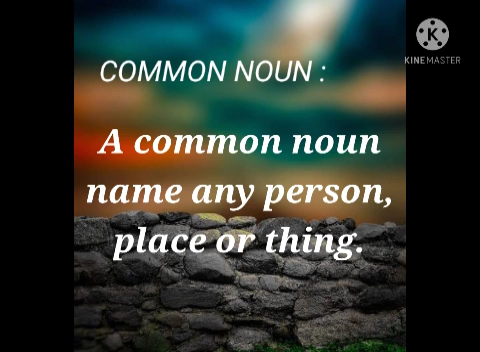 COMMON NOUN :
KINEMASTER
A common noun
name any person,
place or thing.